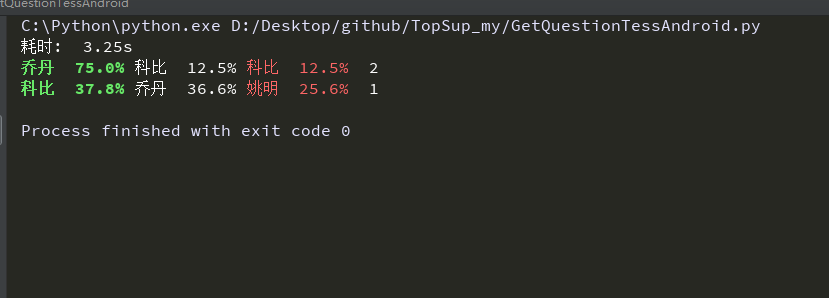 tQuestionTessAndroid
C:\Python\python.exe D:/Desktop/github/TopSup_my/GetQuestionTessAndroid.py
耗时: 3.25s
乔丹 75.0% 科比 12.5% 科比 12.5% 2
科比 37.8% 乔丹 36.6% 姚明 25.6% 1
Process finished with exit code 0